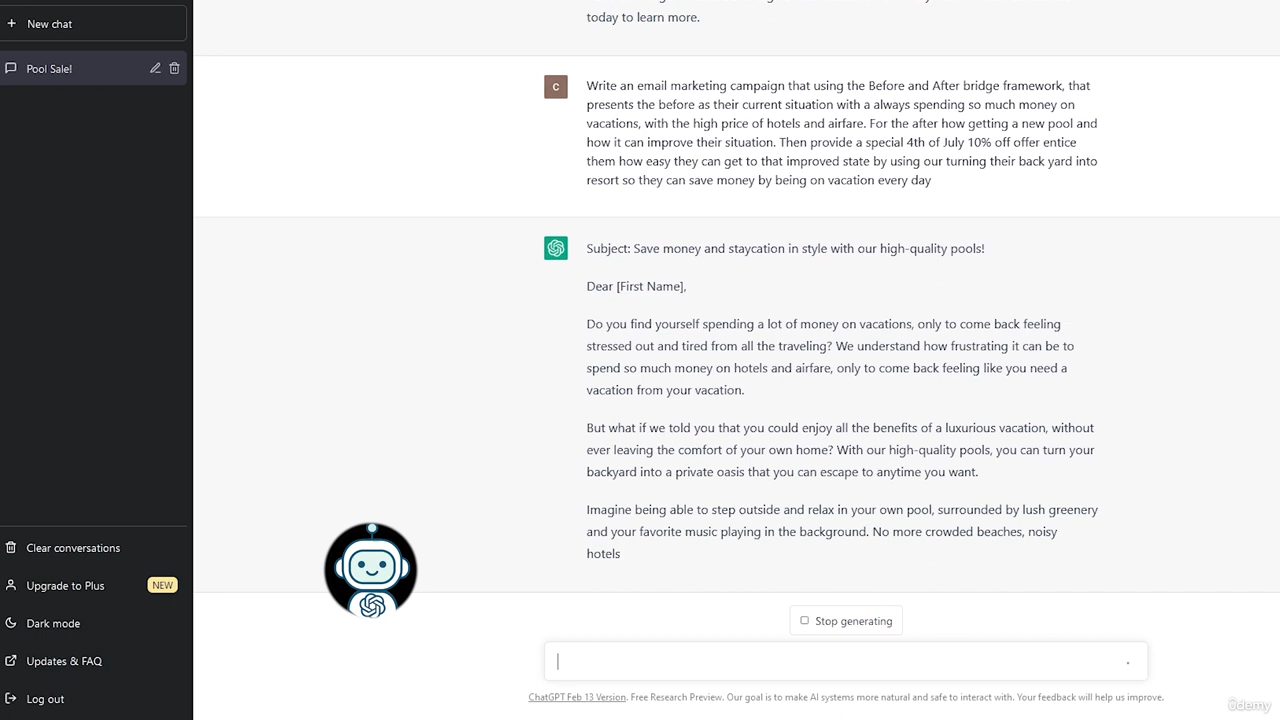 New chat
Pool Sale!
today to learn more.
C
Write an email marketing campaign that using the Before and After bridge framework, that
presents the before as their current situation with a always spending so much money on
vacations, with the high price of hotels and airfare. For the after how getting a new pool and
how it can improve their situation. Then provide a special 4th of July 10% off offer entice
them how easy they can get to that improved state by using our turning their back yard into
resort so they can save money by being on vacation every day
Subject: Save money and staycation in style with our high-quality pools!
Dear [First Name],
Do you find yourself spending a lot of money on vacations, only to come back feeling
stressed out and tired from all the traveling? We understand how frustrating it can be to
spend so much money on hotels and airfare, only to come back feeling like you need a
vacation from your vacation.
But what if we told you that you could enjoy all the benefits of a luxurious vacation, without
ever leaving the comfort of your own home? With our high-quality pools, you can turn your
backyard into a private oasis that you can escape to anytime you want.
Imagine being able to step outside and relax in your own pool, surrounded by lush greenery
and your favorite music playing in the background. No more crowded beaches, noisy
hotels
Clear conversations
Upgrade to Plus NEW
Dark mode
Updates & FAQ
Log out
Stop generating
ChatGPT Feb 13 Version. Free Research Preview. Our goal is to make AI systems more natural and safe to interact with. Your feedback will help us improve.
ûdemy